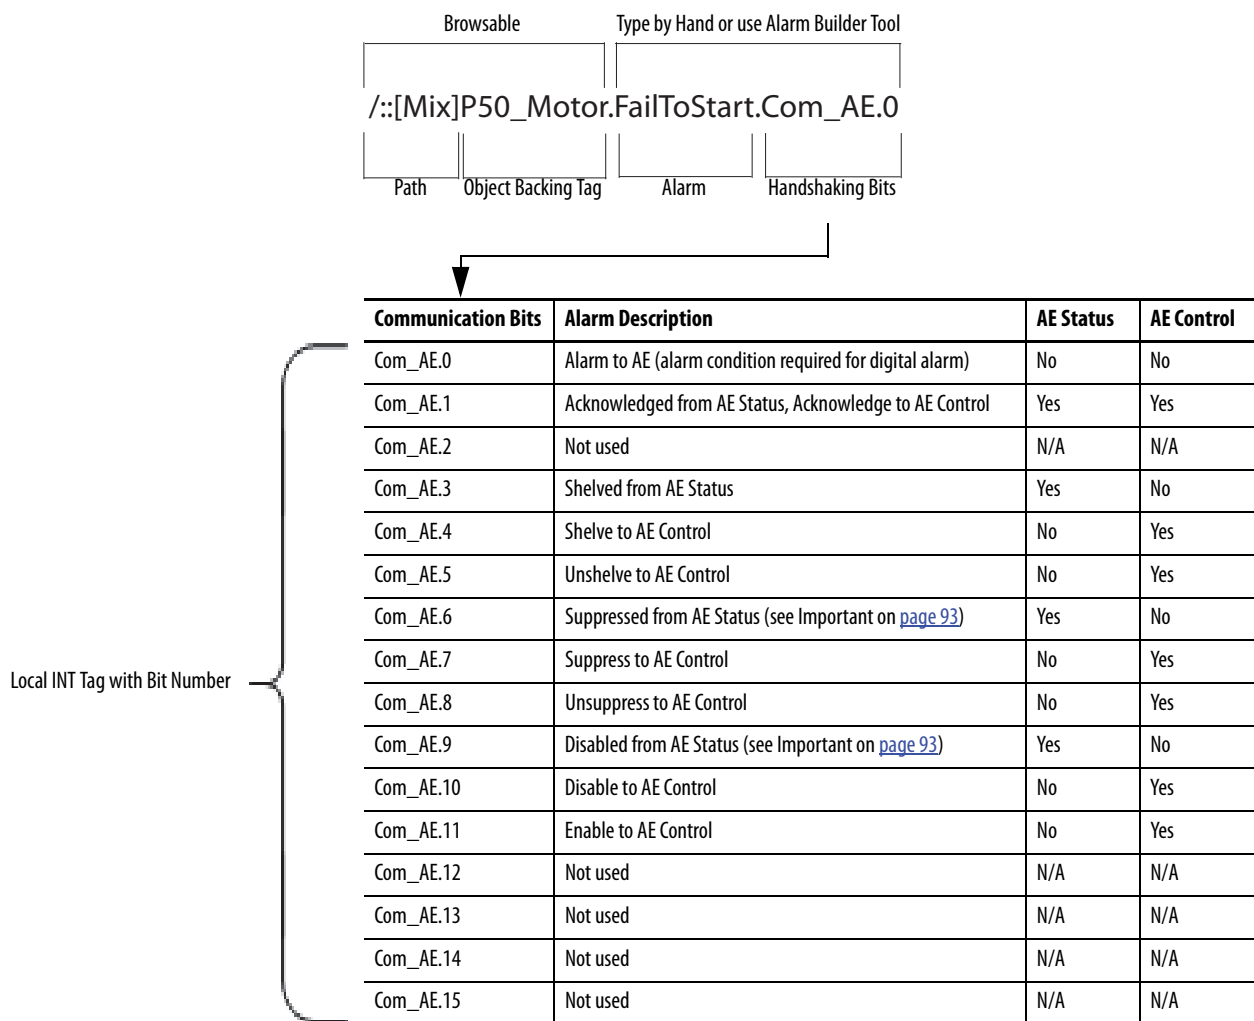 Browsable Type by Hand or use Alarm Builder Tool
/::[Mix]P50_Motor.FailToStart.Com_AE.0
Path Object Backing Tag Alarm Handshaking Bits
Communication Bits Alarm Description AE Status AE Control
Com_AE.0 Alarm to AE (alarm condition required for digital alarm) No No
Com_AE.1 Acknowledged from AE Status, Acknowledge to AE Control Yes Yes
Com_AE.2 Not used N/A N/A
Com_AE.3 Shelved from AE Status Yes No
Com_AE.4 Shelve to AE Control No Yes
Com_AE.5 Unshelve to AE Control No Yes
Com_AE.6 Suppressed from AE Status (see Important on page 93) Yes No
Com_AE.7 Suppress to AE Control No Yes
Local INT Tag with Bit Number
Com_AE.8 Unsuppress to AE Control No Yes
Com_AE.9 Disabled from AE Status (see Important on page 93) Yes No
Com_AE.10 Disable to AE Control No Yes
Com_AE.11 Enable to AE Control No Yes
Com_AE.12 Not used N/A N/A
Com_AE.13 Not used N/A N/A
Com_AE.14 Not used N/A N/A
Com_AE.15 Not used N/A N/A